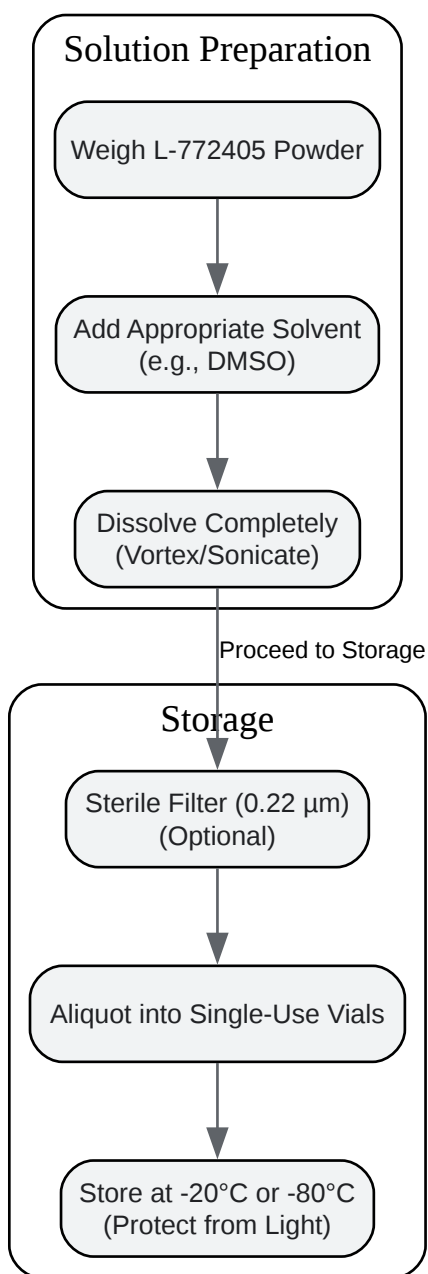 Solution Preparation
Weigh L-772405 Powder
Add Appropriate Solvent
(e.g., DMSO)
Dissolve Completely
(Vortex/Sonicate)
Proceed to Storage
Storage
Sterile Filter (0.22 µm)
(Optional)
Aliquot into Single-Use Vials
Store at -20°C or -80°C
(Protect from Light)